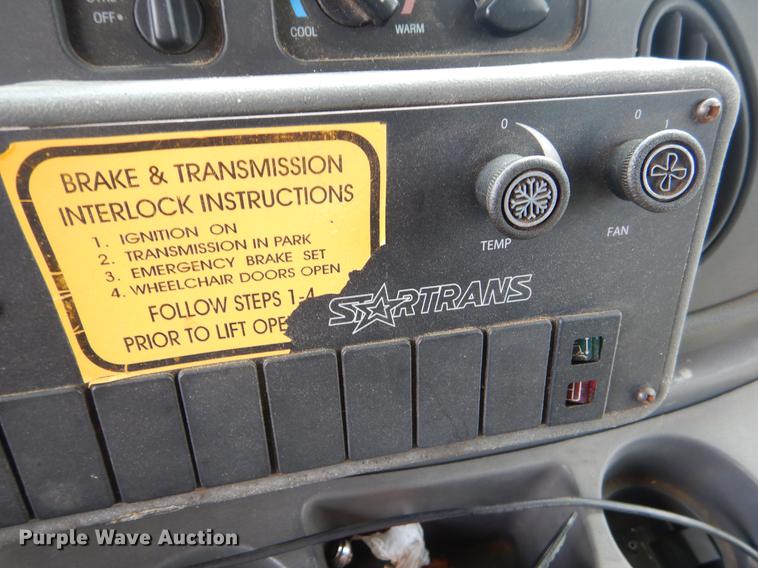 OFF
COOL
WARM
0
0
1
BRAKE & TRANSMISSION
INTERLOCK INSTRUCTIONS
1. IGNITION ON
2. TRANSMISSION IN PARK
3. EMERGENCY BRAKE SET
4. WHEELCHAIR DOORS OPEN
FOLLOW STEPS 1-4
PRIOR TO LIFT OPE
TEMP
FAN
STARTRANS
Purple Wave Auction